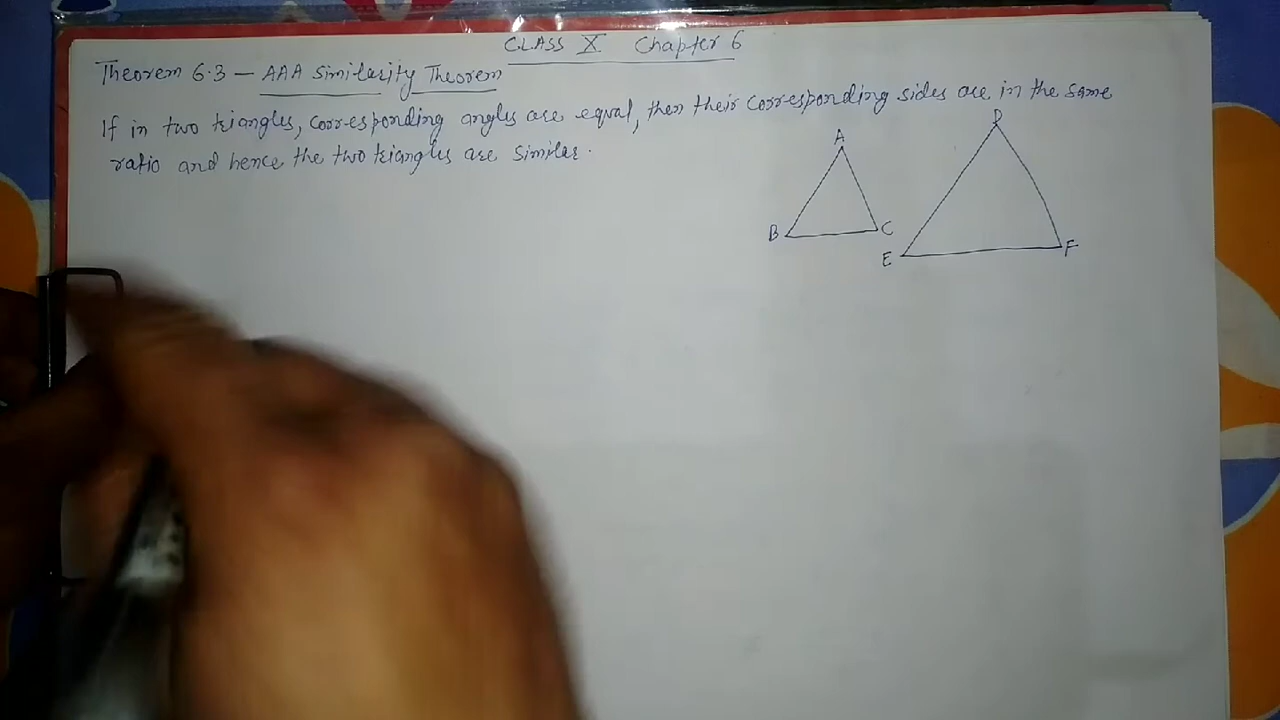 CLASS X Chapter 6
Theorem 6.3 – AAA Similarity Theorem
If in two triangles, corresponding angles are equal, then their corresponding sides are in the same
ratio and hence the two triangles are similar.
A
D
B
C
E
F